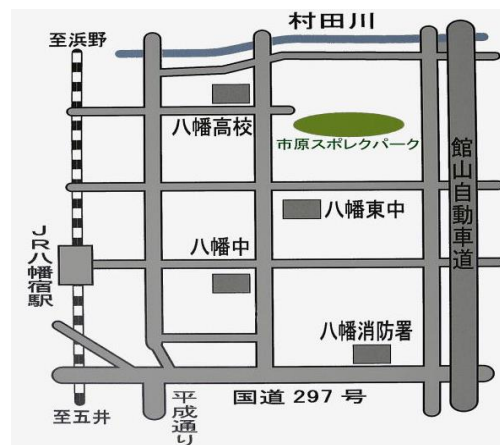 村田川
至浜野
八幡高校
市原スポレクパーク
館山自動車道
八幡東中
JR八幡宿駅
八幡中
八幡消防署
国道297号
平成通り
至五井